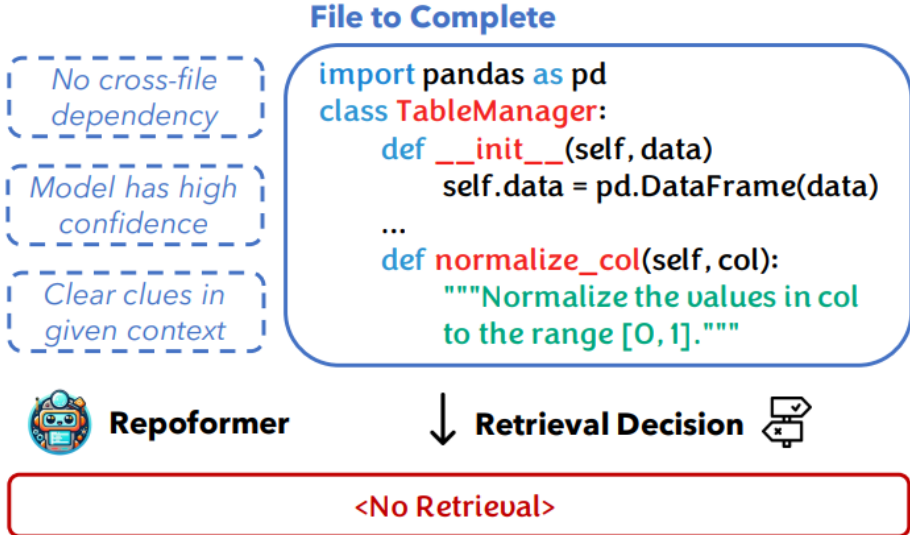 File to Complete
No cross-file
dependency
Model has high
confidence
Clear clues in
given context
import pandas as pd
class TableManager:
def __init__(self, data)
self.data = pd.DataFrame(data)
...
def normalize_col(self, col):
"""Normalize the values in col
to the range [0, 1]."""
Repoformer
Retrieval Decision
<No Retrieval>